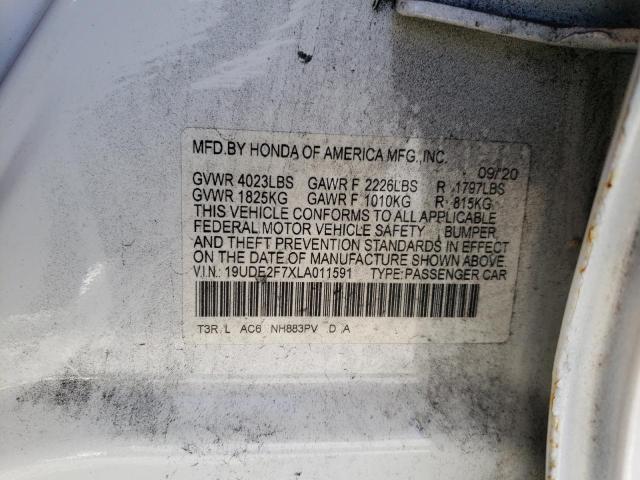 MFD.BY HONDA OF AMERICA MFG.,INC.
09/20
GVWR 4023LBS GAWR F 2226LBS R 1797LBS
GVWR 1825KG GAWR F 1010KG R 815KG
THIS VEHICLE CONFORMS TO ALL APPLICABLE
FEDERAL MOTOR VEHICLE SAFETY, BUMPER
AND THEFT PREVENTION STANDARDS IN EFFECT
ON THE DATE OF MANUFACTURE SHOWN ABOVE.
V.I.N.: 19UDE2F7XLA011591 TYPE:PASSENGER CAR
T3R L AC6 NH883PV D A